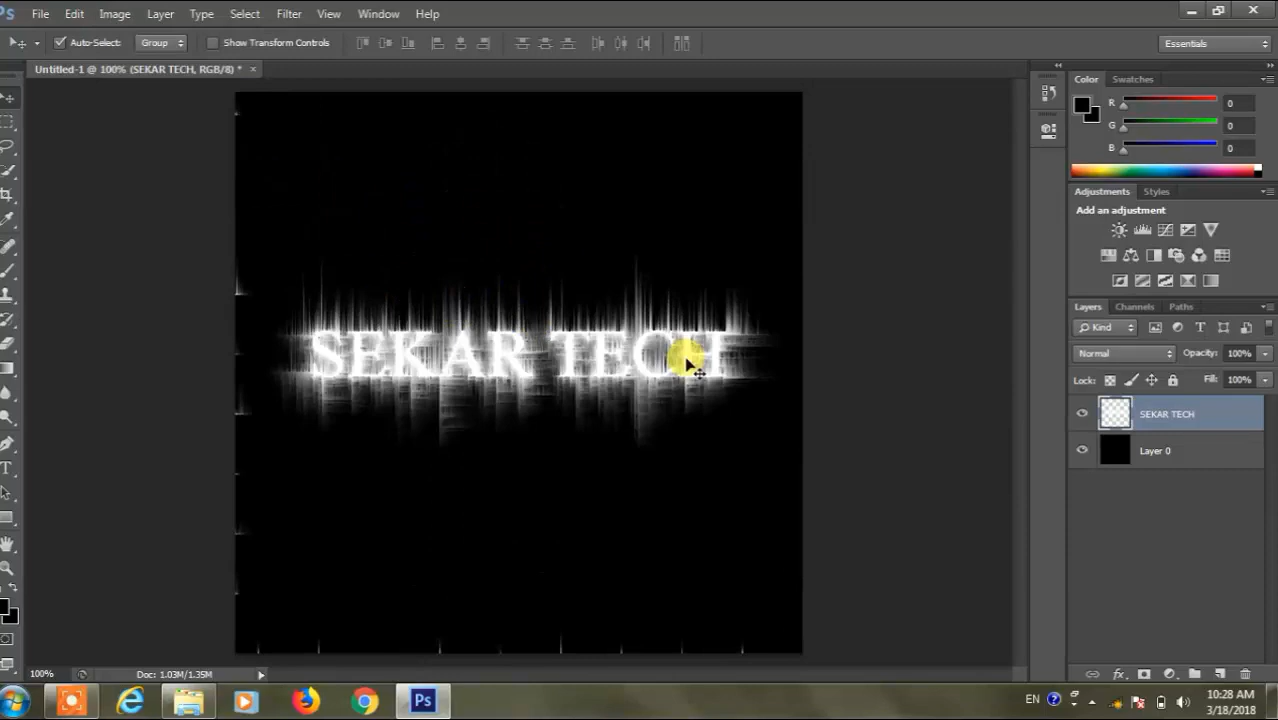 Ps File Edit Image Layer Type Select Filter View Window Help
Auto-Select: Group Show Transform Controls Essentials
Untitled-1 @ 100% (SEKAR TECH, RGB/8) * ×
Color Swatches
R 0
G 0
B 0
Adjustments Styles
Add an adjustment
Layers Channels Paths
Kind
Normal Opacity: 100%
Lock: Fill: 100%
SEKAR TECH
Layer 0
SEKAR TECH
100% Doc: 1.03M/1.35M
Ps
EN
10:28 AM
3/18/2018